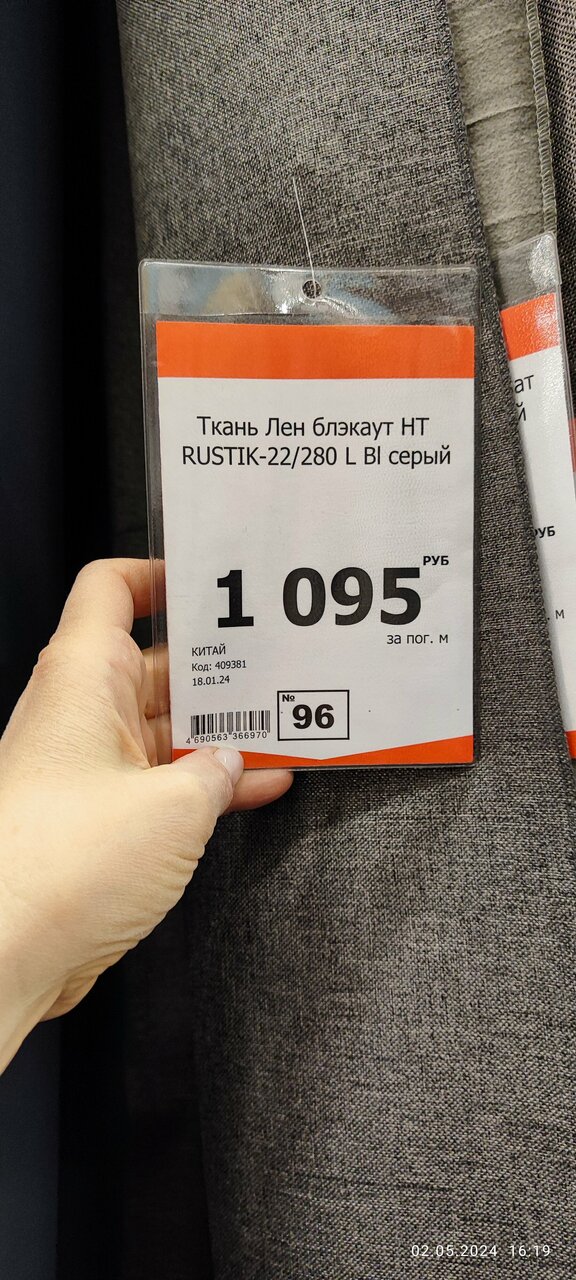 Ткань Лен блэкаут НТ
RUSTIK-22/280 L Bl серый
1 095 РУБ
за пог. м
КИТАЙ
Код: 409381
18.01.24
№ 96
4 690563 366970
м
02.05.2024 16:19